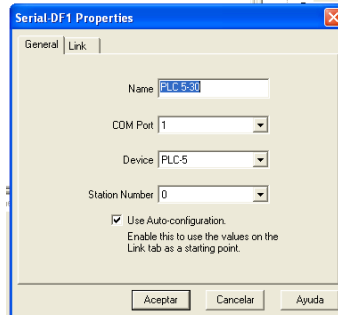 Serial-DF1 Properties
General Link
Name PLC 5-30
COM Port 1
Device PLC-5
Station Number 0
Use Auto-configuration.
Enable this to use the values on the
Link tab as a starting point.
Aceptar Cancelar Ayuda